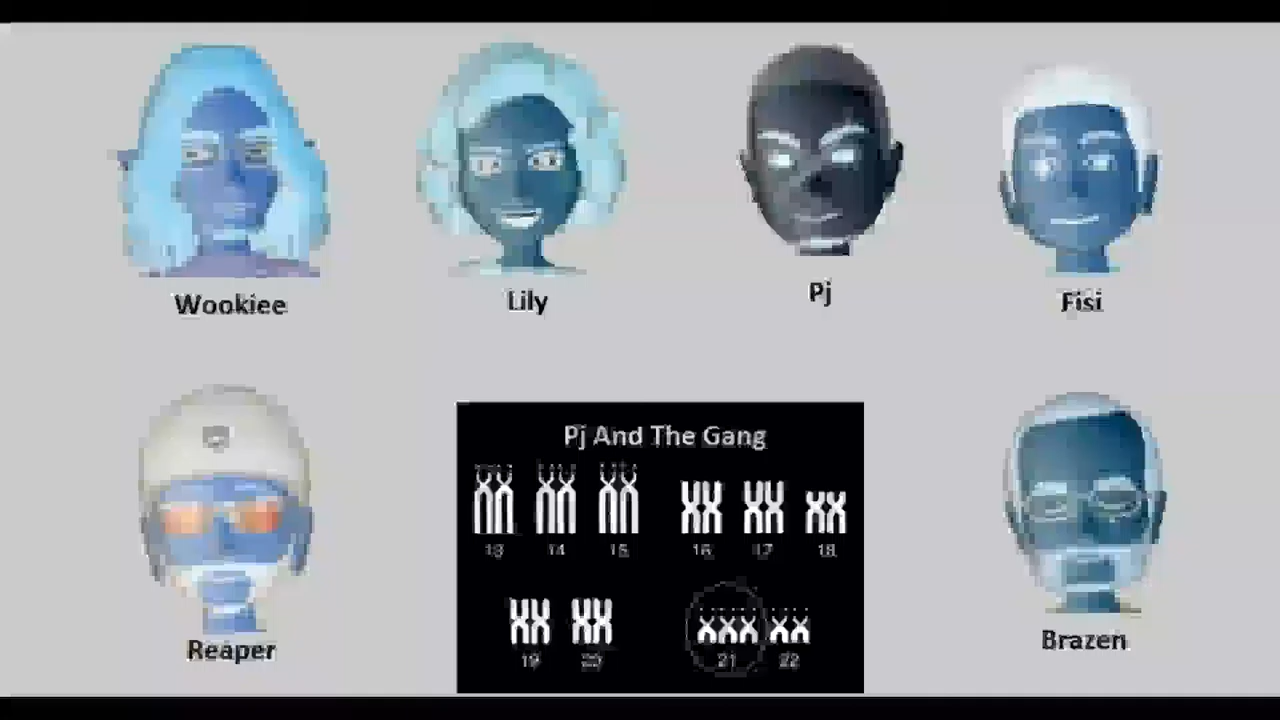 Wookiee
Lily
Pj
Fisi
Pj And The Gang
13 14 15 16 17 18
19 20 21 22
Reaper
Brazen